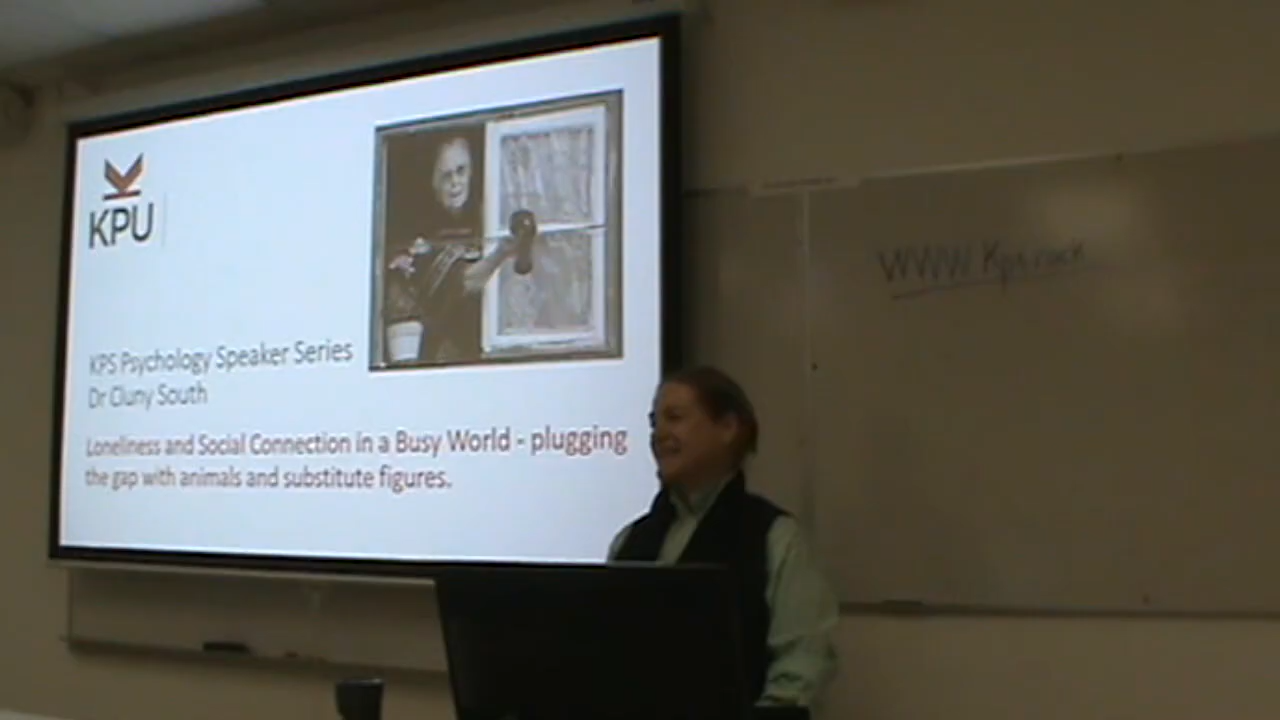 KPU
KPS Psychology Speaker Series
Dr Cluny South
Loneliness and Social Connection in a Busy World - plugging
the gap with animals and substitute figures.
WWW